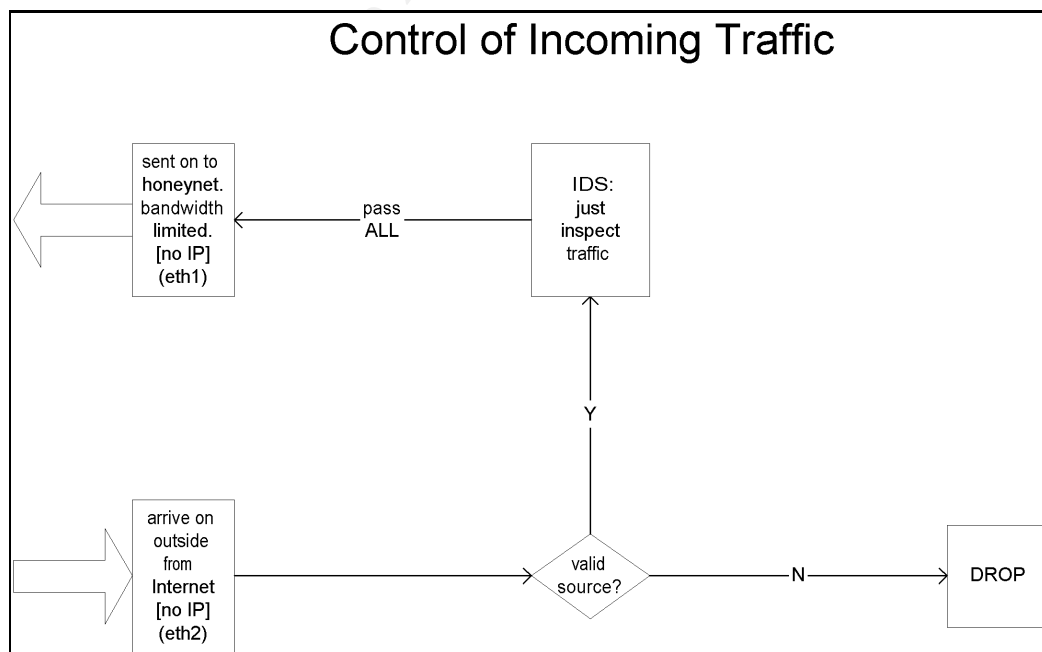 Control of Incoming Traffic
sent on to
honeynet.
bandwidth
limited.
[no IP]
(eth1)
pass
ALL
IDS:
just
inspect
traffic
Y
arrive on
outside
from
Internet
[no IP]
(eth2)
valid
source?
N
DROP